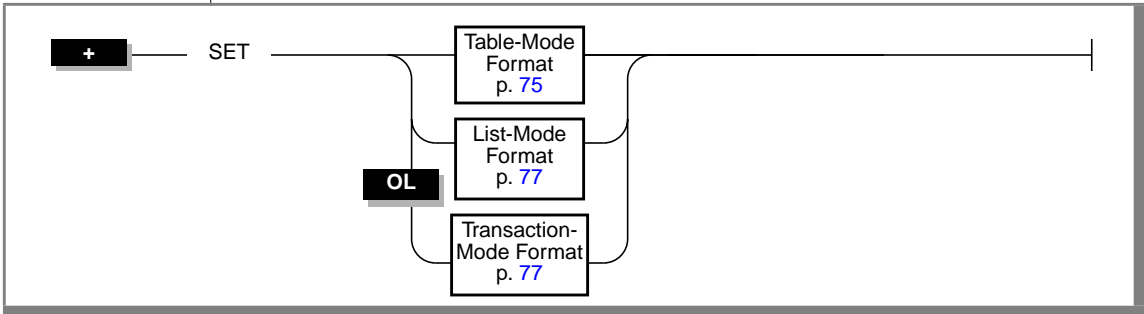 +
SET
Table-Mode
Format
p. 75
List-Mode
Format
p. 77
OL
Transaction-
Mode Format
p. 77